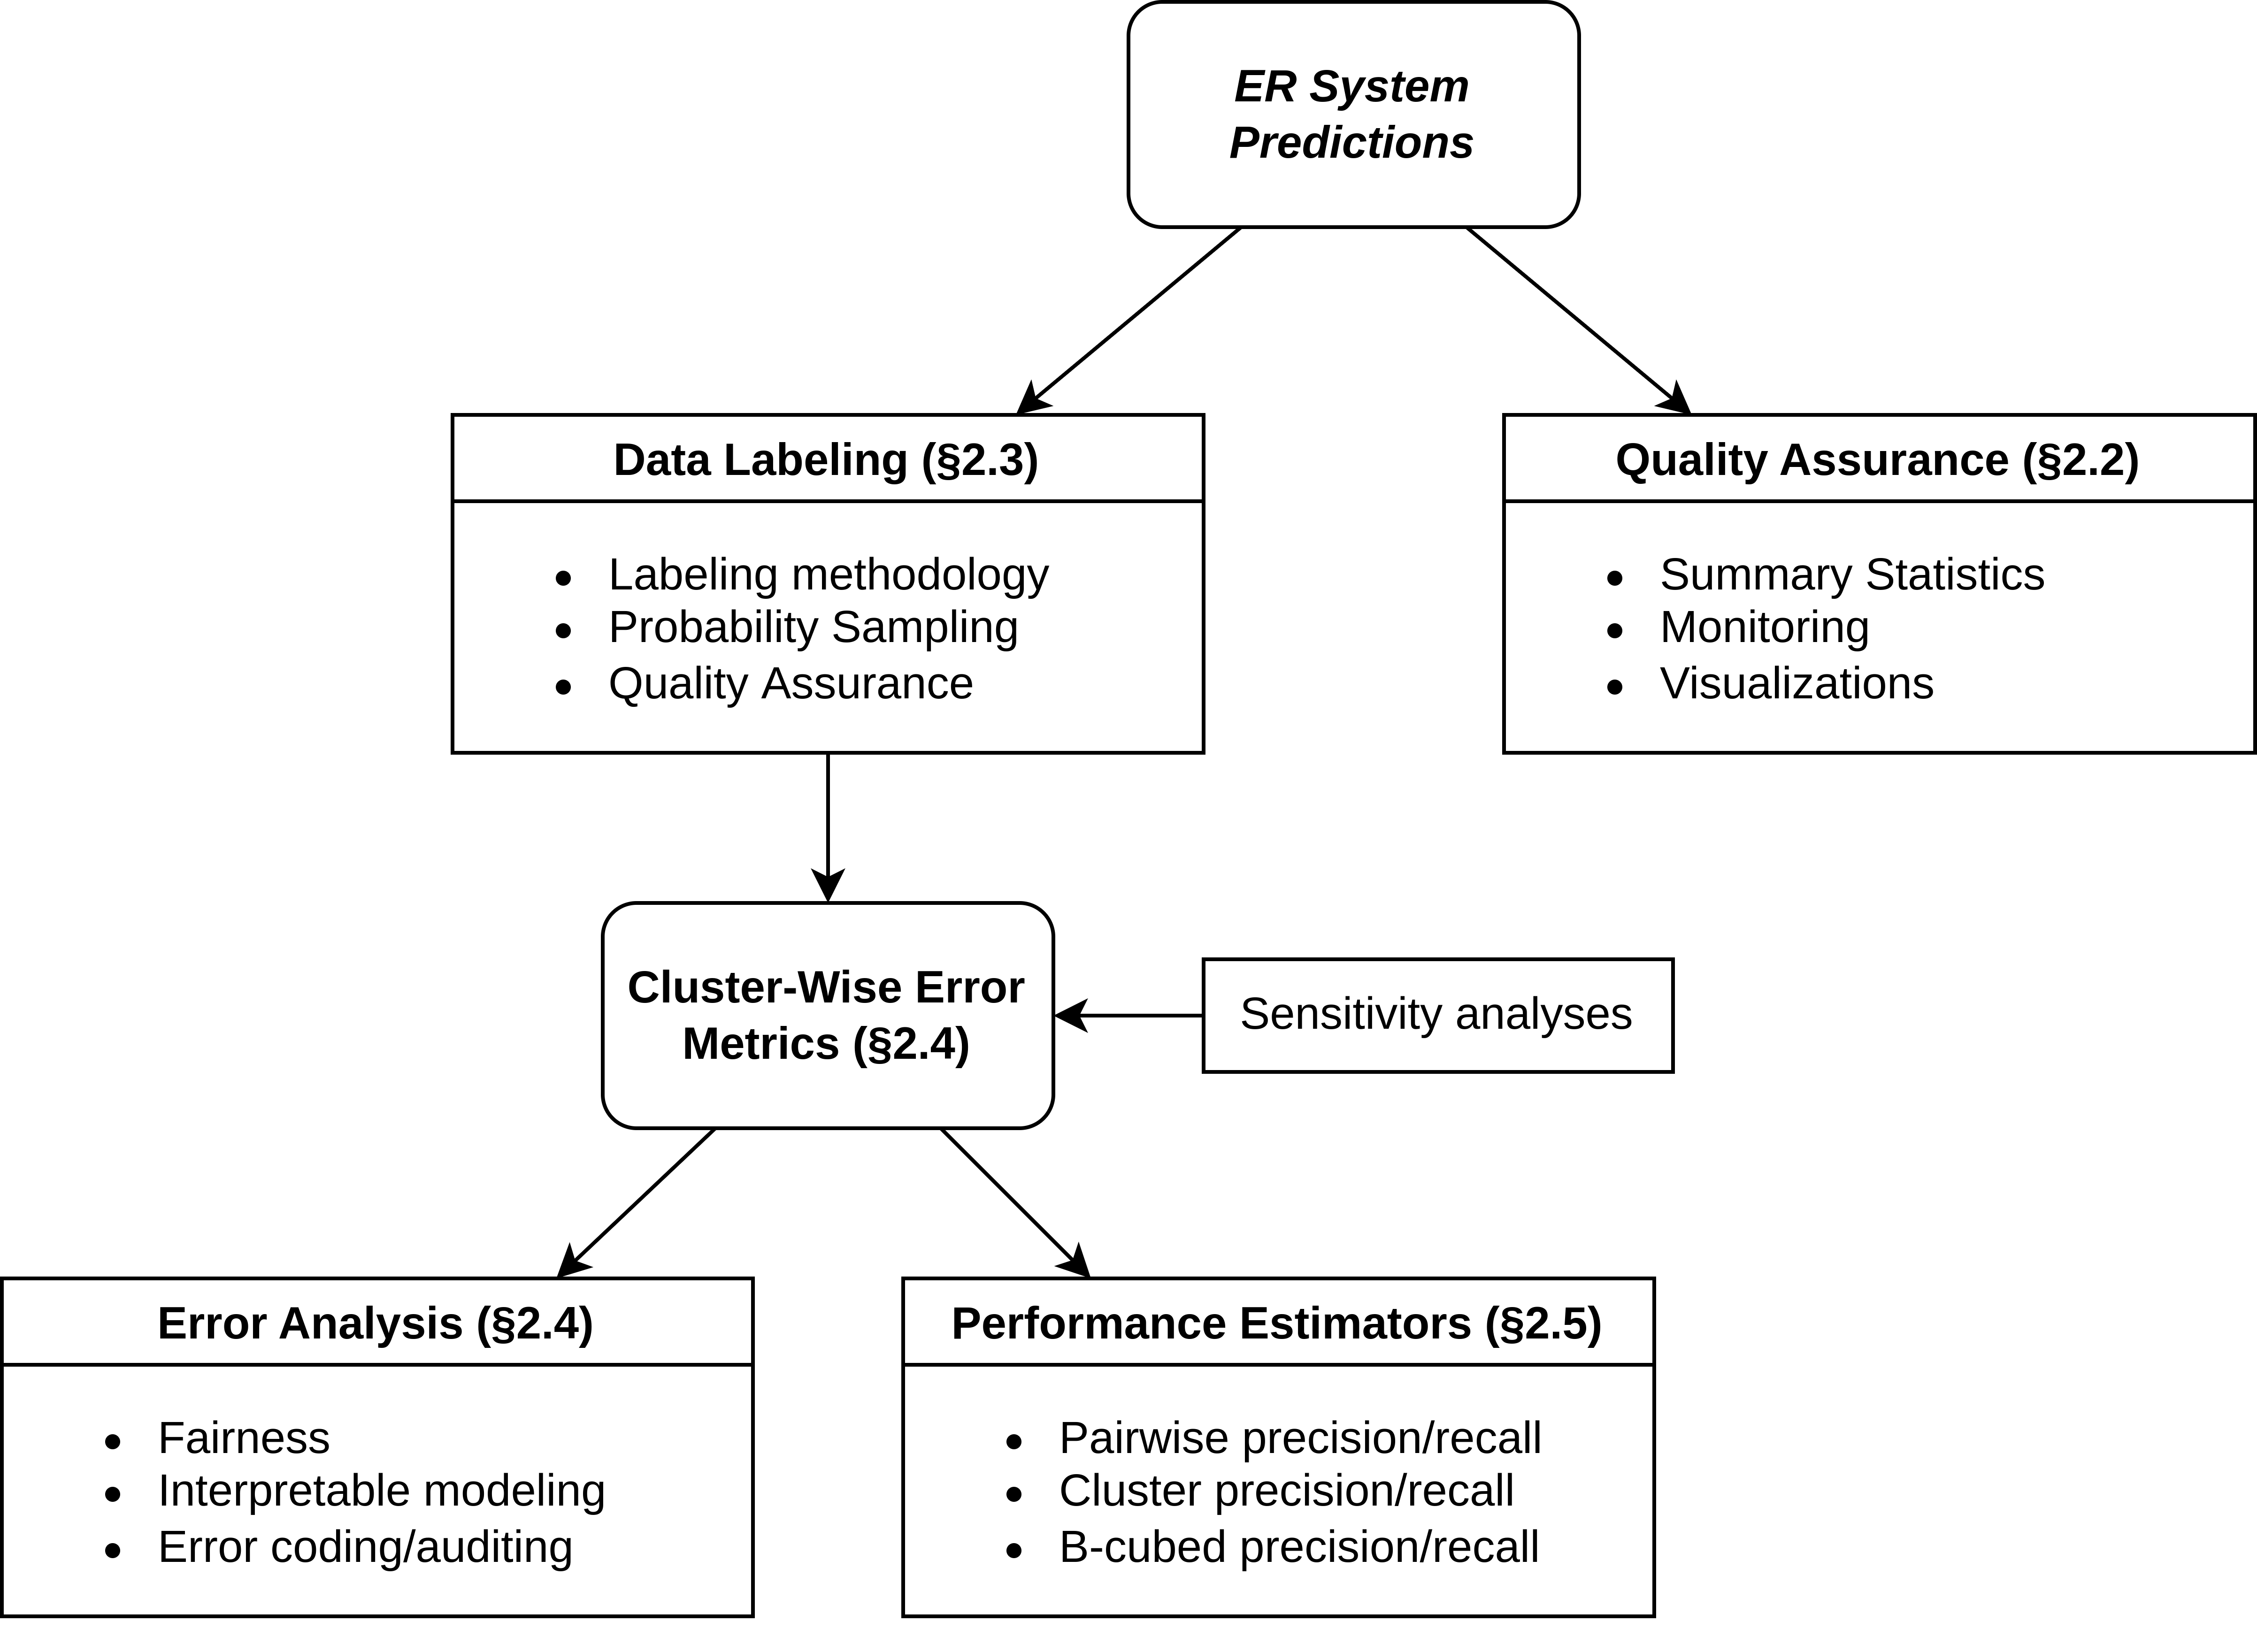 ER System
Predictions
Data Labeling (§2.3)
• Labeling methodology
• Probability Sampling
• Quality Assurance
Quality Assurance (§2.2)
• Summary Statistics
• Monitoring
• Visualizations
Cluster-Wise Error
Metrics (§2.4)
Sensitivity analyses
Error Analysis (§2.4)
• Fairness
• Interpretable modeling
• Error coding/auditing
Performance Estimators (§2.5)
• Pairwise precision/recall
• Cluster precision/recall
• B-cubed precision/recall